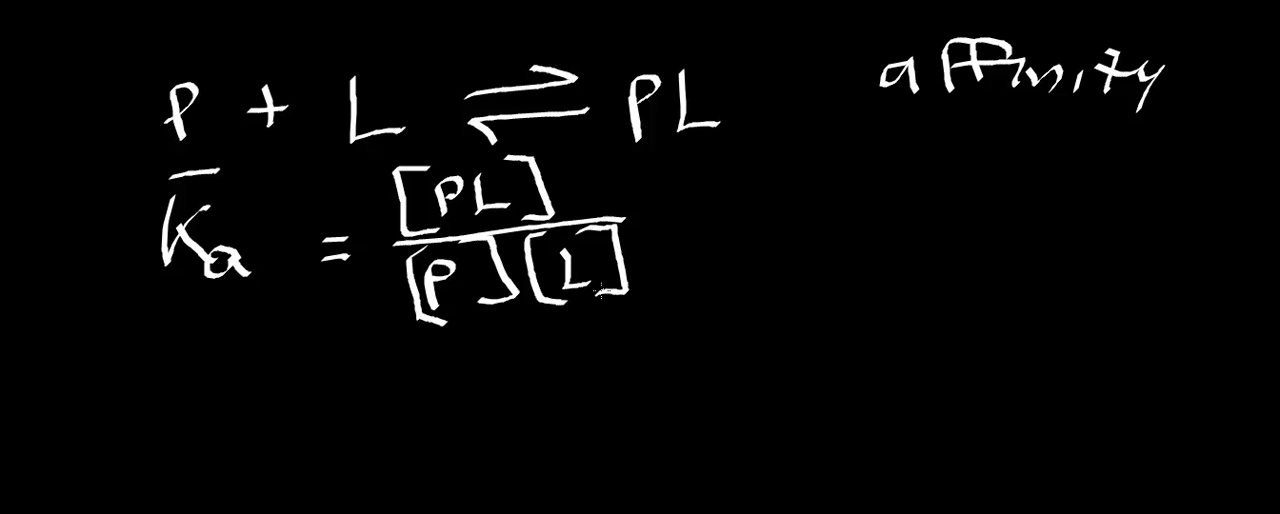 affinity
P + L ⇌ PL
Ka = [PL] / [P][L]